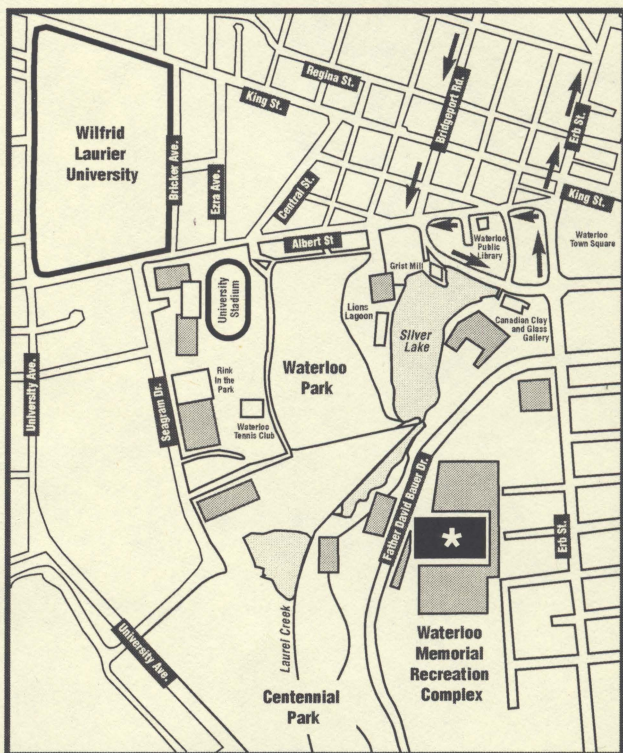 Regina St.
King St.
Bridgeport Rd.
Erb St.
Wilfrid
Laurier
University
Bricker Ave.
Ezra Ave.
Central St.
King St.
Albert St
Waterloo
Public
Library
Waterloo
Town Square
Grist Mill
University
Stadium
Lions
Lagoon
Silver
Lake
Canadian Clay
and Glass
Gallery
Rink
In the
Park
Waterloo
Park
University Ave.
Seagram Dr.
Waterloo
Tennis Club
Father David Bauer Dr.
*
Erb St.
Laurel Creek
University Ave.
Waterloo
Memorial
Recreation
Complex
Centennial
Park